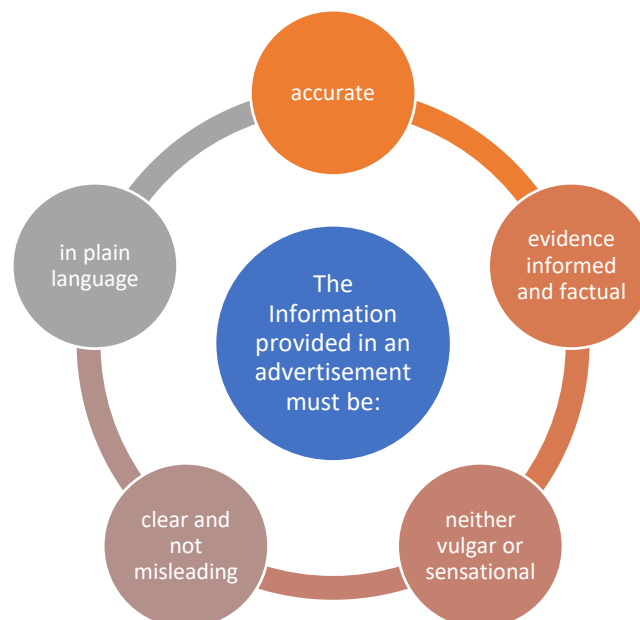 The
Information
provided in an
advertisement
must be:
accurate
evidence
informed
and factual
neither
vulgar or
sensational
clear and
not
misleading
in plain
language